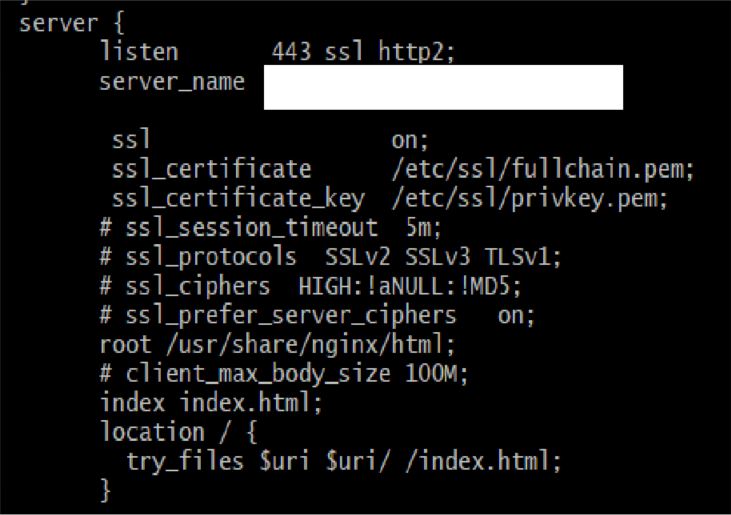 }
server {
listen 443 ssl http2;
server_name
ssl on;
ssl_certificate /etc/ssl/fullchain.pem;
ssl_certificate_key /etc/ssl/privkey.pem;
# ssl_session_timeout 5m;
# ssl_protocols SSLv2 SSLv3 TLSv1;
# ssl_ciphers HIGH:!aNULL:!MD5;
# ssl_prefer_server_ciphers on;
root /usr/share/nginx/html;
# client_max_body_size 100M;
index index.html;
location / {
try_files $uri $uri/ /index.html;
}